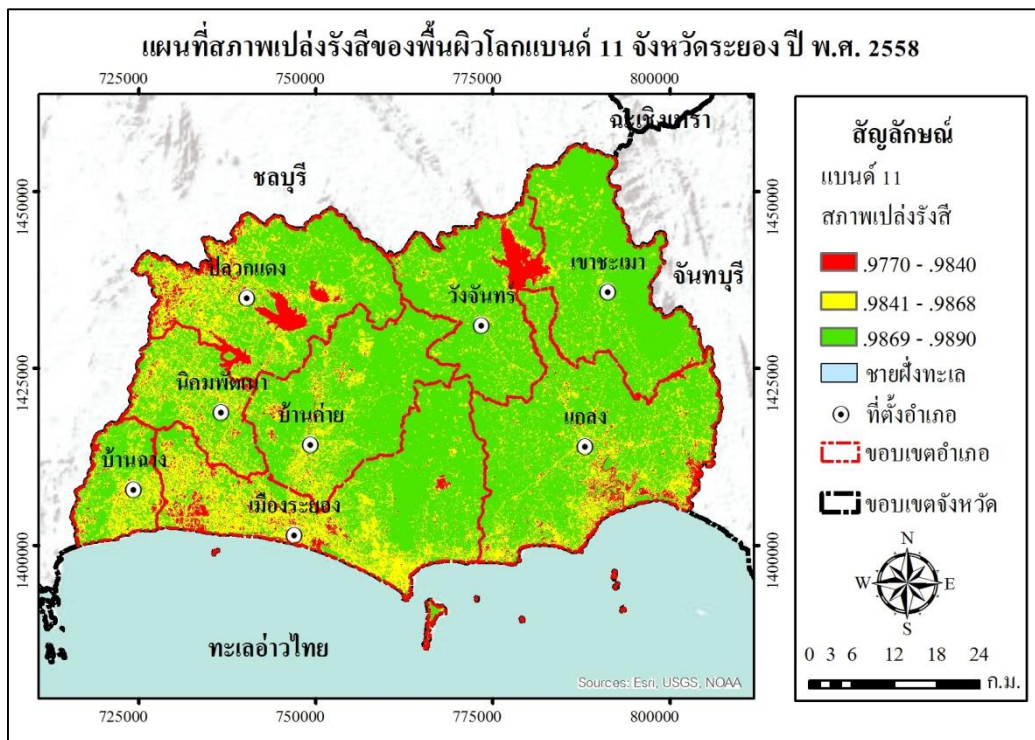 แผนที่สภาพเปล่งรังสีของพื้นผิวโลกแบนด์ 11 จังหวัดระยอง ปี พ.ศ. 2558
725000 750000 775000 800000
ฉะเชิงเทรา
ชลบุรี
1450000 1450000
ปลวกแดง
เขาชะเมา
จันทบุรี
วังจันทร์
1425000 1425000
นิคมพัฒนา
บ้านค่าย
แกลง
บ้านฉาง
เมืองระยอง
1400000 1400000
ทะเลอ่าวไทย
Sources: Esri, USGS, NOAA
725000 750000 775000 800000
สัญลักษณ์
แบนด์ 11
สภาพเปล่งรังสี
.9770 - .9840
.9841 - .9868
.9869 - .9890
ชายฝั่งทะเล
ที่ตั้งอำเภอ
ขอบเขตอำเภอ
ขอบเขตจังหวัด
N
W E
S
0 3 6 12 18 24
ก.ม.